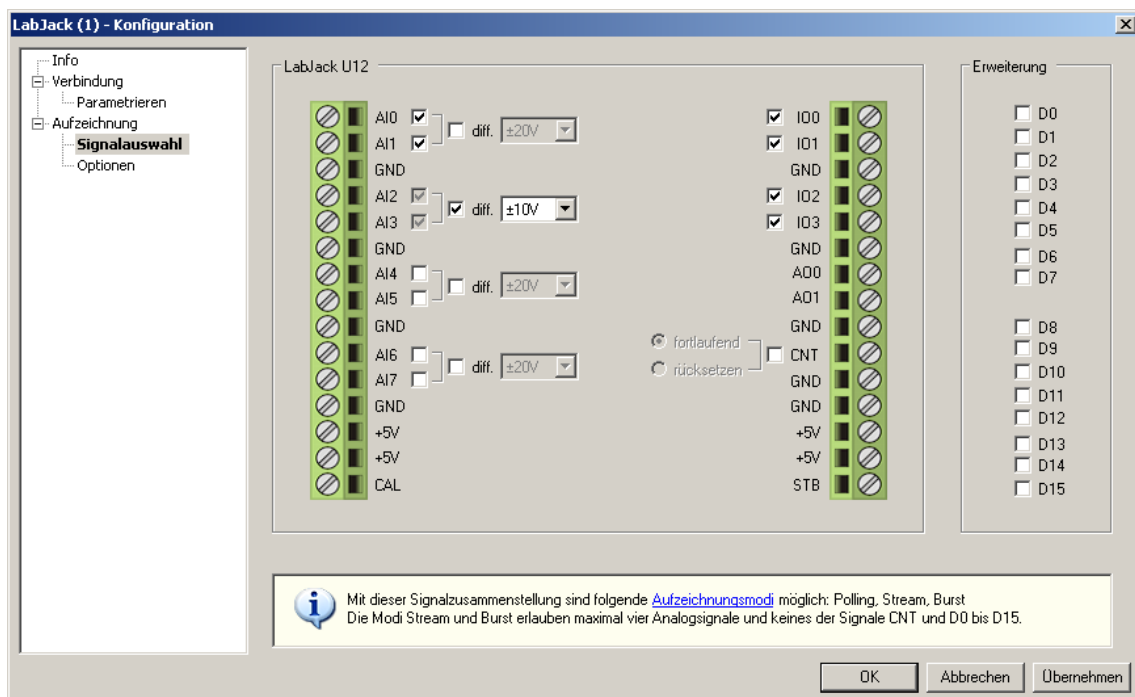 LabJack (1) - Konfiguration
Info
Verbindung
Parametrieren
Aufzeichnung
Signalauswahl
Optionen
LabJack U12
AI0
AI1
diff. ±20V
GND
AI2
AI3
diff. ±10V
GND
AI4
AI5
diff. ±20V
GND
AI6
AI7
diff. ±20V
GND
+5V
+5V
CAL
IO0
IO1
GND
IO2
IO3
GND
AO0
AO1
GND
fortlaufend
rücksetzen
CNT
GND
GND
+5V
+5V
STB
Erweiterung
D0
D1
D2
D3
D4
D5
D6
D7
D8
D9
D10
D11
D12
D13
D14
D15
Mit dieser Signalzusammenstellung sind folgende Aufzeichnungsmodi möglich: Polling, Stream, Burst
Die Modi Stream und Burst erlauben maximal vier Analogsignale und keines der Signale CNT und D0 bis D15.
OK
Abbrechen
Übernehmen